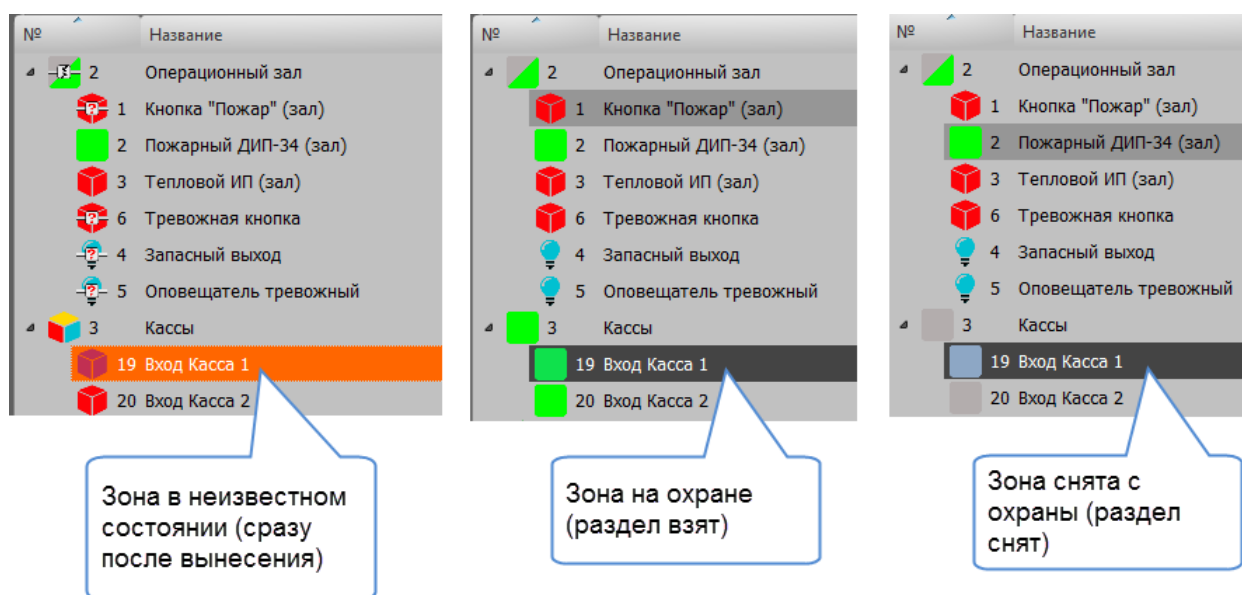 № Название
2 Операционный зал
1 Кнопка "Пожар" (зал)
2 Пожарный ДИП-34 (зал)
3 Тепловой ИП (зал)
6 Тревожная кнопка
4 Запасный выход
5 Оповещатель тревожный
3 Кассы
19 Вход Касса 1
20 Вход Касса 2
Зона в неизвестном
состоянии (сразу
после вынесения)
№ Название
2 Операционный зал
1 Кнопка "Пожар" (зал)
2 Пожарный ДИП-34 (зал)
3 Тепловой ИП (зал)
6 Тревожная кнопка
4 Запасный выход
5 Оповещатель тревожный
3 Кассы
19 Вход Касса 1
20 Вход Касса 2
Зона на охране
(раздел взят)
№ Название
2 Операционный зал
1 Кнопка "Пожар" (зал)
2 Пожарный ДИП-34 (зал)
3 Тепловой ИП (зал)
6 Тревожная кнопка
4 Запасный выход
5 Оповещатель тревожный
3 Кассы
19 Вход Касса 1
20 Вход Касса 2
Зона снята с
охраны (раздел
снят)